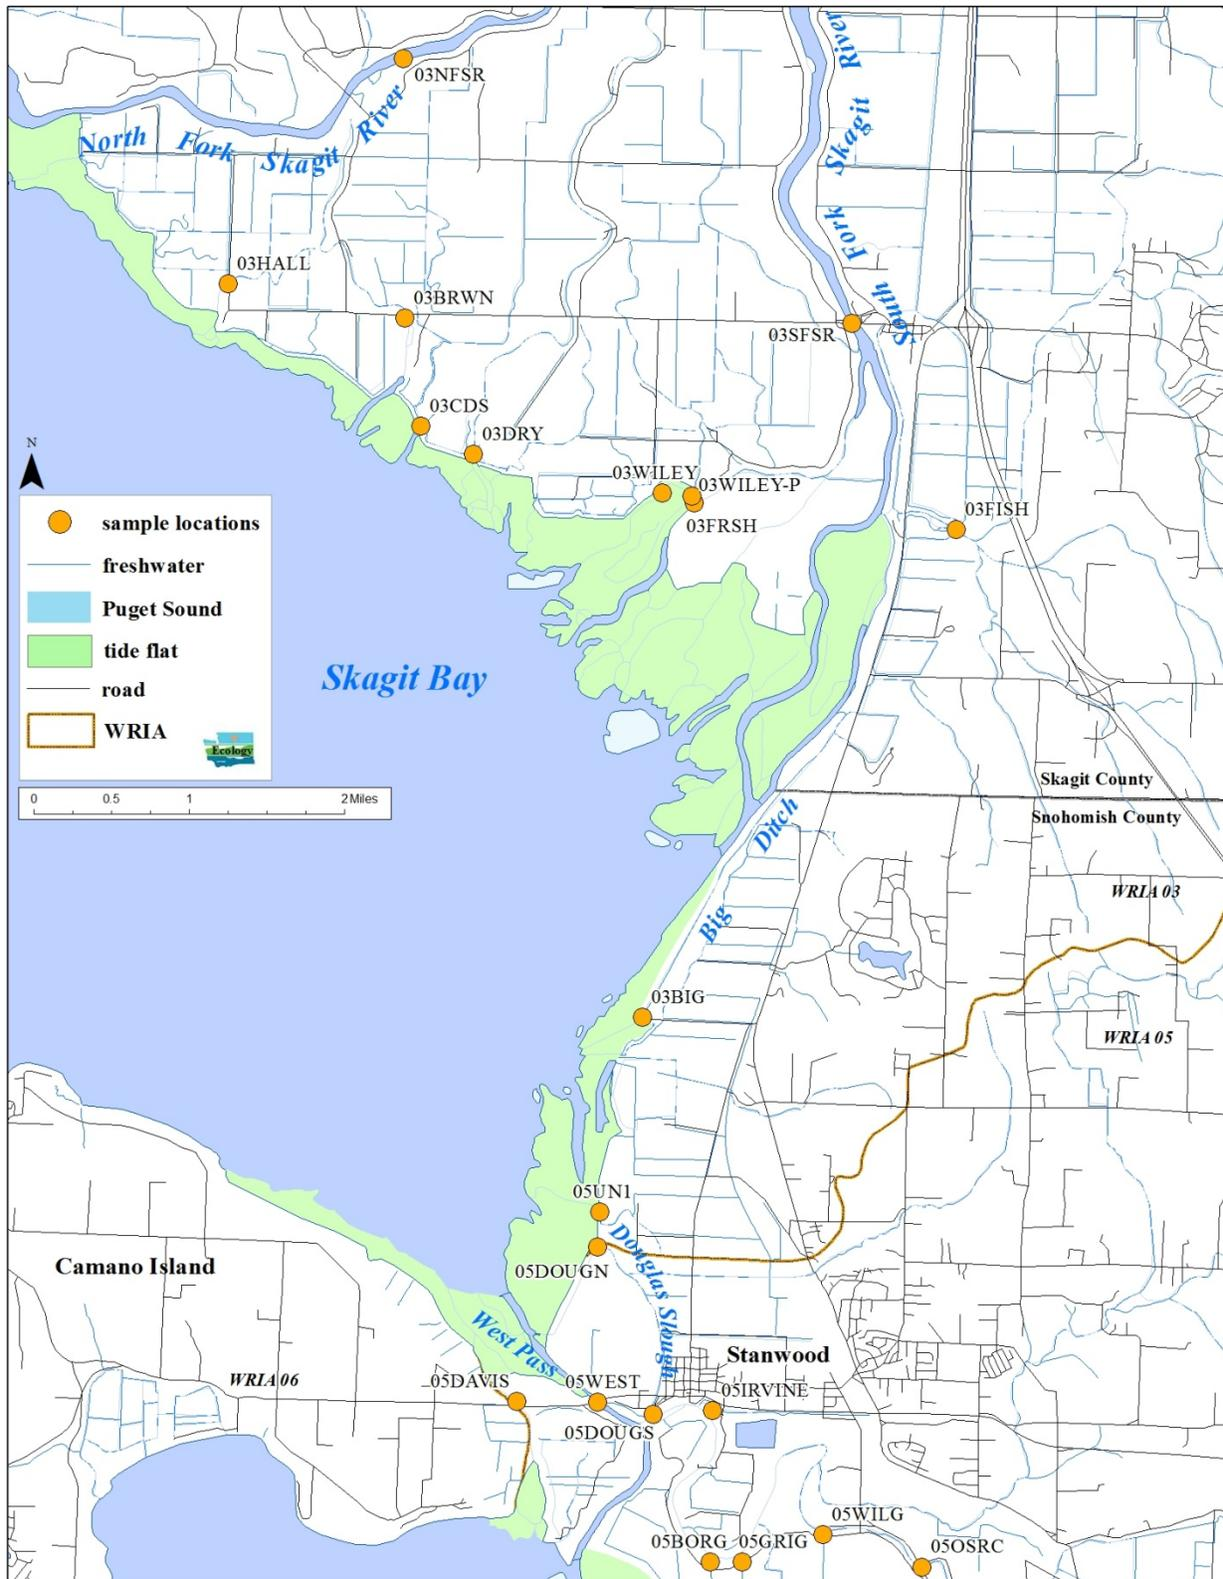 03NFSR
North Fork Skagit River
South Fork Skagit River
03HALL
03BRWN
03SFSR
03CDS
03DRY
03WILEY
03WILEY-P
03FRSH
03FISH
N
sample locations
freshwater
Puget Sound
tide flat
road
WRIA
Ecology
0 0.5 1 2 Miles
Skagit Bay
Skagit County
Snohomish County
Big Ditch
WRIA 03
03BIG
WRIA 05
05UN1
05DOUGN
Douglas Slough
Camano Island
West Pass
Stanwood
WRIA 06
05DAVIS
05WEST
05IRVINE
05DOUGS
05WILG
05BORG
05GRIG
05OSRC